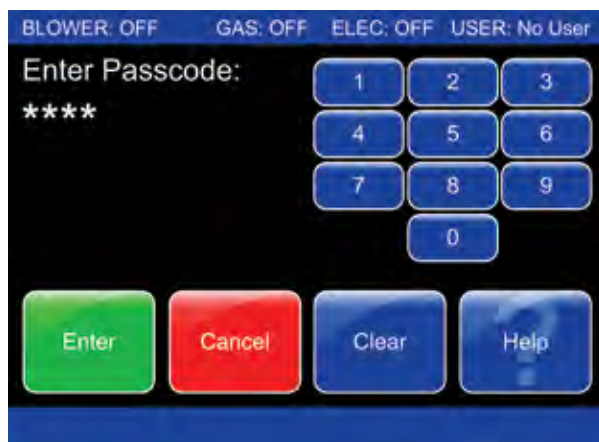 BLOWER: OFF GAS: OFF ELEC: OFF USER: No User
Enter Passcode:
****
1 2 3
4 5 6
7 8 9
0
Enter Cancel Clear Help